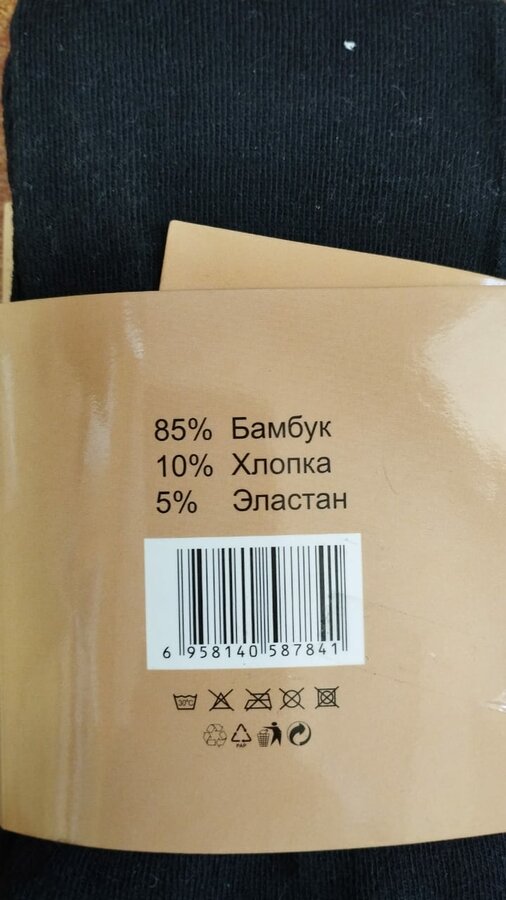 85% Бамбук
10% Хлопка
5% Эластан
6 958140 587841
30°C
PAP